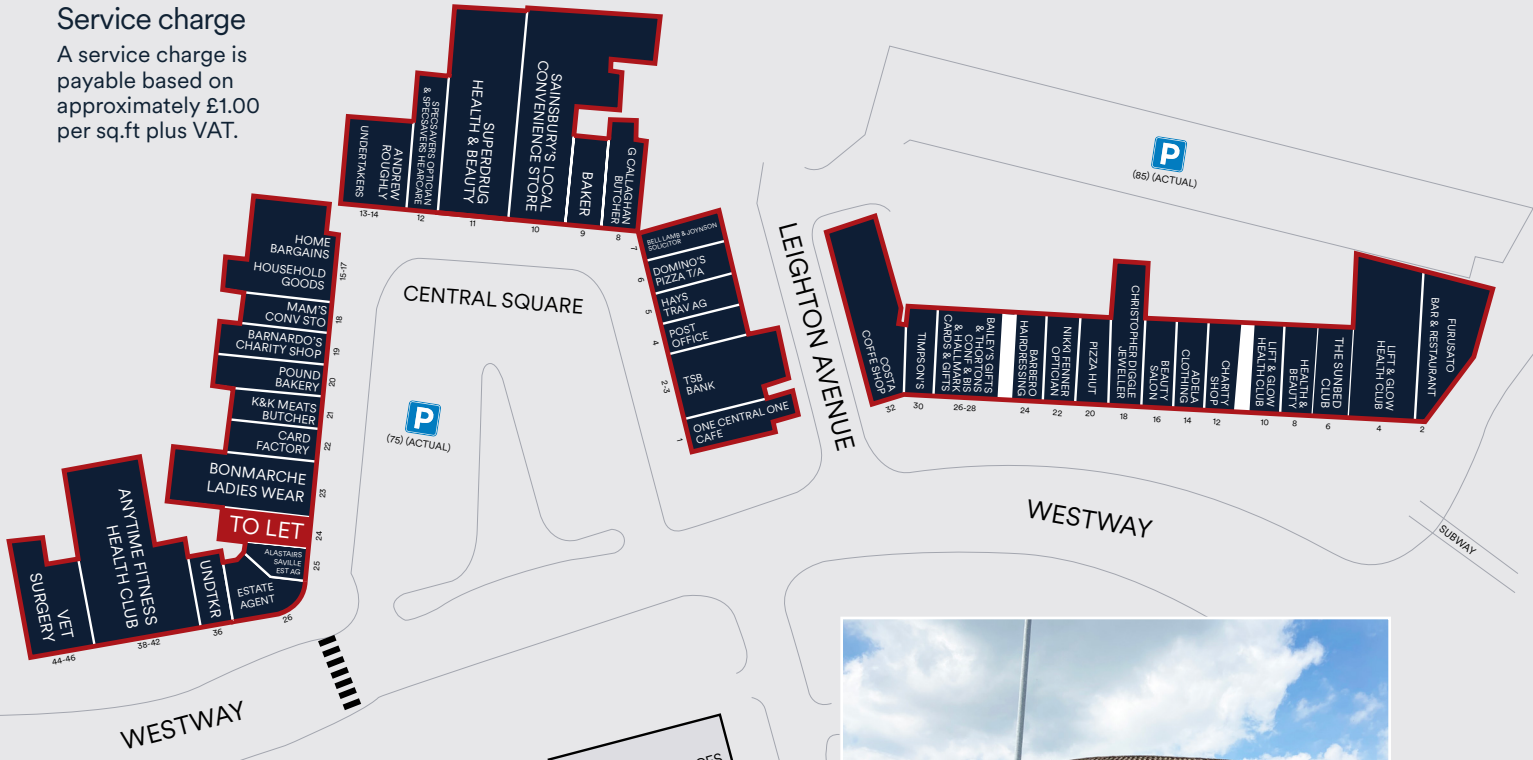 Service charge
A service charge is
payable based on
approximately £1.00
per sq.ft plus VAT.
ANDREW
ROUGHLY
UNDERTAKERS
13-14
SPECSAVERS OPTICIAN
& SPECSAVERS HEARCARE
12
SUPERDRUG
HEALTH & BEAUTY
11
SAINSBURY'S LOCAL
CONVENIENCE STORE
10
BAKER
9
G CALLAGHAN
BUTCHER
8
BELL LAMB & JOYNSON
SOLICITOR
7
DOMINO'S
PIZZA T/A
6
HAYS
TRAV AG
5
POST
OFFICE
4
TSB
BANK
2-3
ONE CENTRAL ONE
CAFE
1
HOME
BARGAINS
HOUSEHOLD
GOODS
15-17
MAM'S
CONV STO
18
BARNARDO'S
CHARITY SHOP
19
POUND
BAKERY
20
K&K MEATS
BUTCHER
21
CARD
FACTORY
22
BONMARCHE
LADIES WEAR
23
TO LET
24
ALASTAIRS
SAVILLE
EST AG
25
ESTATE
AGENT
26
UNDTKR
36
ANYTIME FITNESS
HEALTH CLUB
38-42
VET
SURGERY
44-46
CENTRAL SQUARE
P
(75) (ACTUAL)
LEIGHTON AVENUE
P
(85) (ACTUAL)
COSTA
COFFE SHOP
32
TIMPSON'S
30
BAILEY'S GIFTS
& THORNTONS
CONF & BIS
& HALLMARK
CARDS & GIFTS
26-28
BARBERO
HAIRDRESSING
24
NIKKI FENNER
OPTICIAN
22
PIZZA HUT
20
CHRISTOPHER DIGGLE
JEWELLER
18
BEAUTY
SALON
16
ADELA
CLOTHING
14
CHARITY
SHOP
12
LIFT & GLOW
HEALTH CLUB
10
HEALTH &
BEAUTY
8
THE SUNBED
CLUB
6
LIFT & GLOW
HEALTH CLUB
4
FURUSATO
BAR & RESTAURANT
2
WESTWAY
SUBWAY
WESTWAY